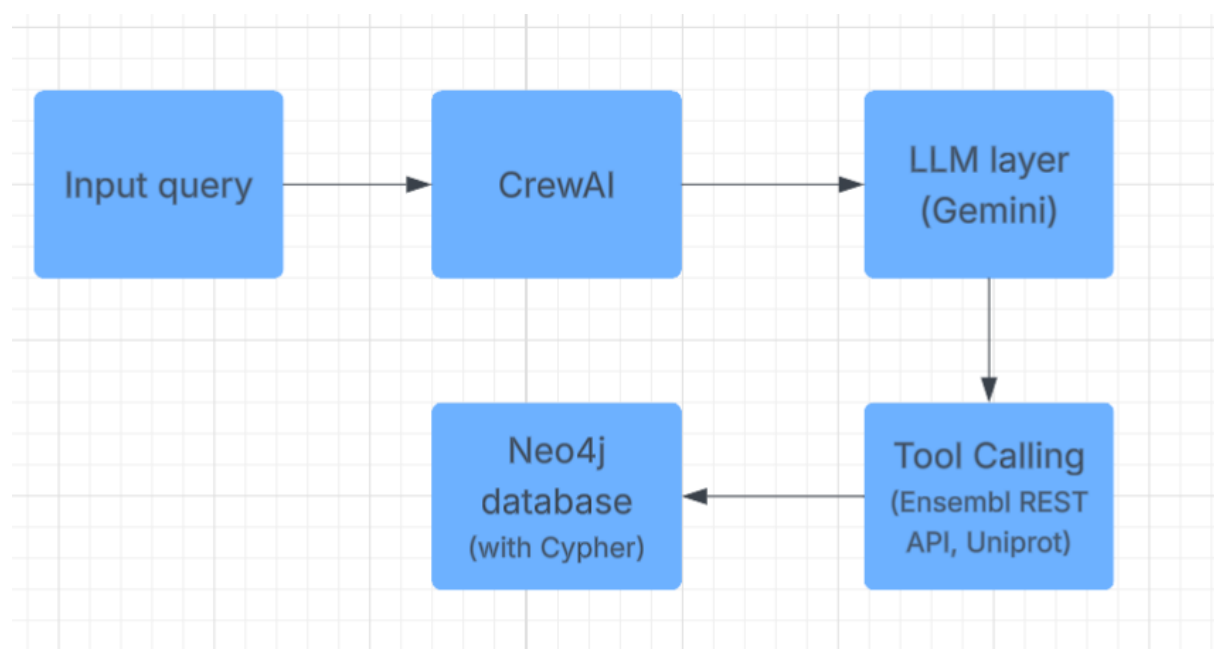 Input query
CrewAI
LLM layer
(Gemini)
Neo4j
database
(with Cypher)
Tool Calling
(Ensembl REST
API, Uniprot)